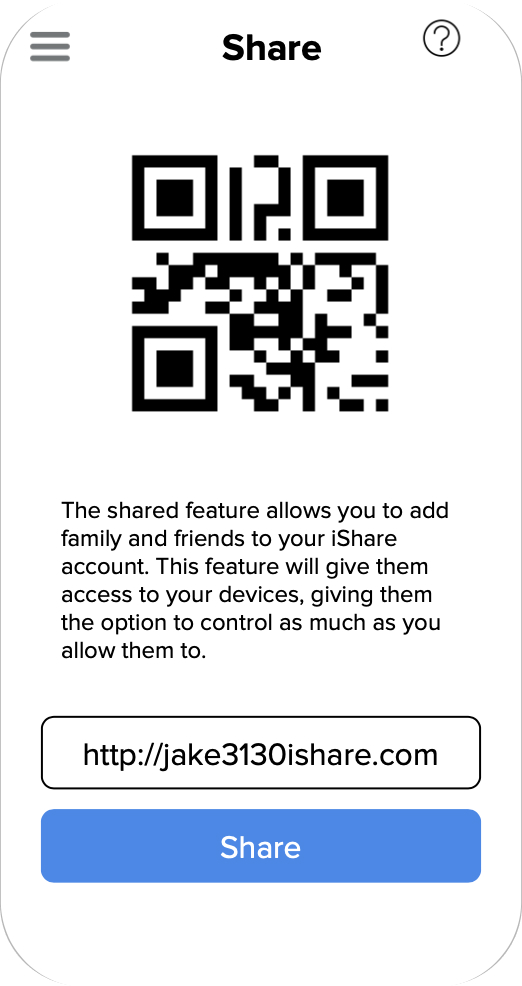 Share
?
The shared feature allows you to add
family and friends to your iShare
account. This feature will give them
access to your devices, giving them
the option to control as much as you
allow them to.
http://jake3130ishare.com
Share